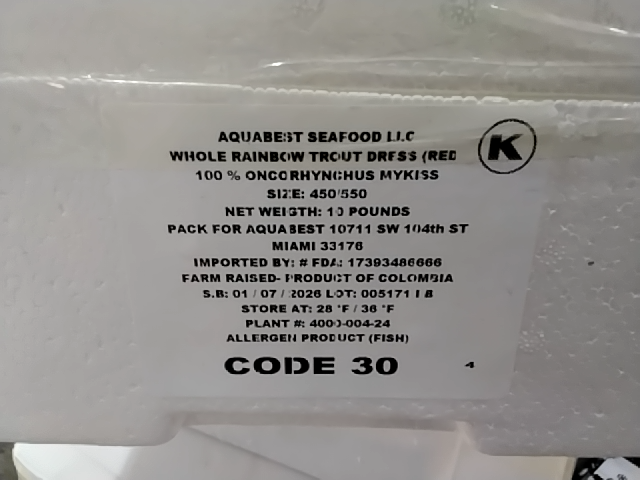 AQUABEST SEAFOOD LLC
K
WHOLE RAINBOW TROUT DRESS (RED
100 % ONCORHYNCHUS MYKISS
SIZE: 450/550
NET WEIGTH: 10 POUNDS
PACK FOR AQUABEST 10711 SW 104th ST
MIAMI 33176
IMPORTED BY: # FDA: 17393486666
FARM RAISED- PRODUCT OF COLOMBIA
S.B: 01 / 07 / 2026 LOT: 005171
STORE AT: 28 °F / 36 °F
PLANT #: 4000-004-24
ALLERGEN PRODUCT (FISH)
CODE 30
4